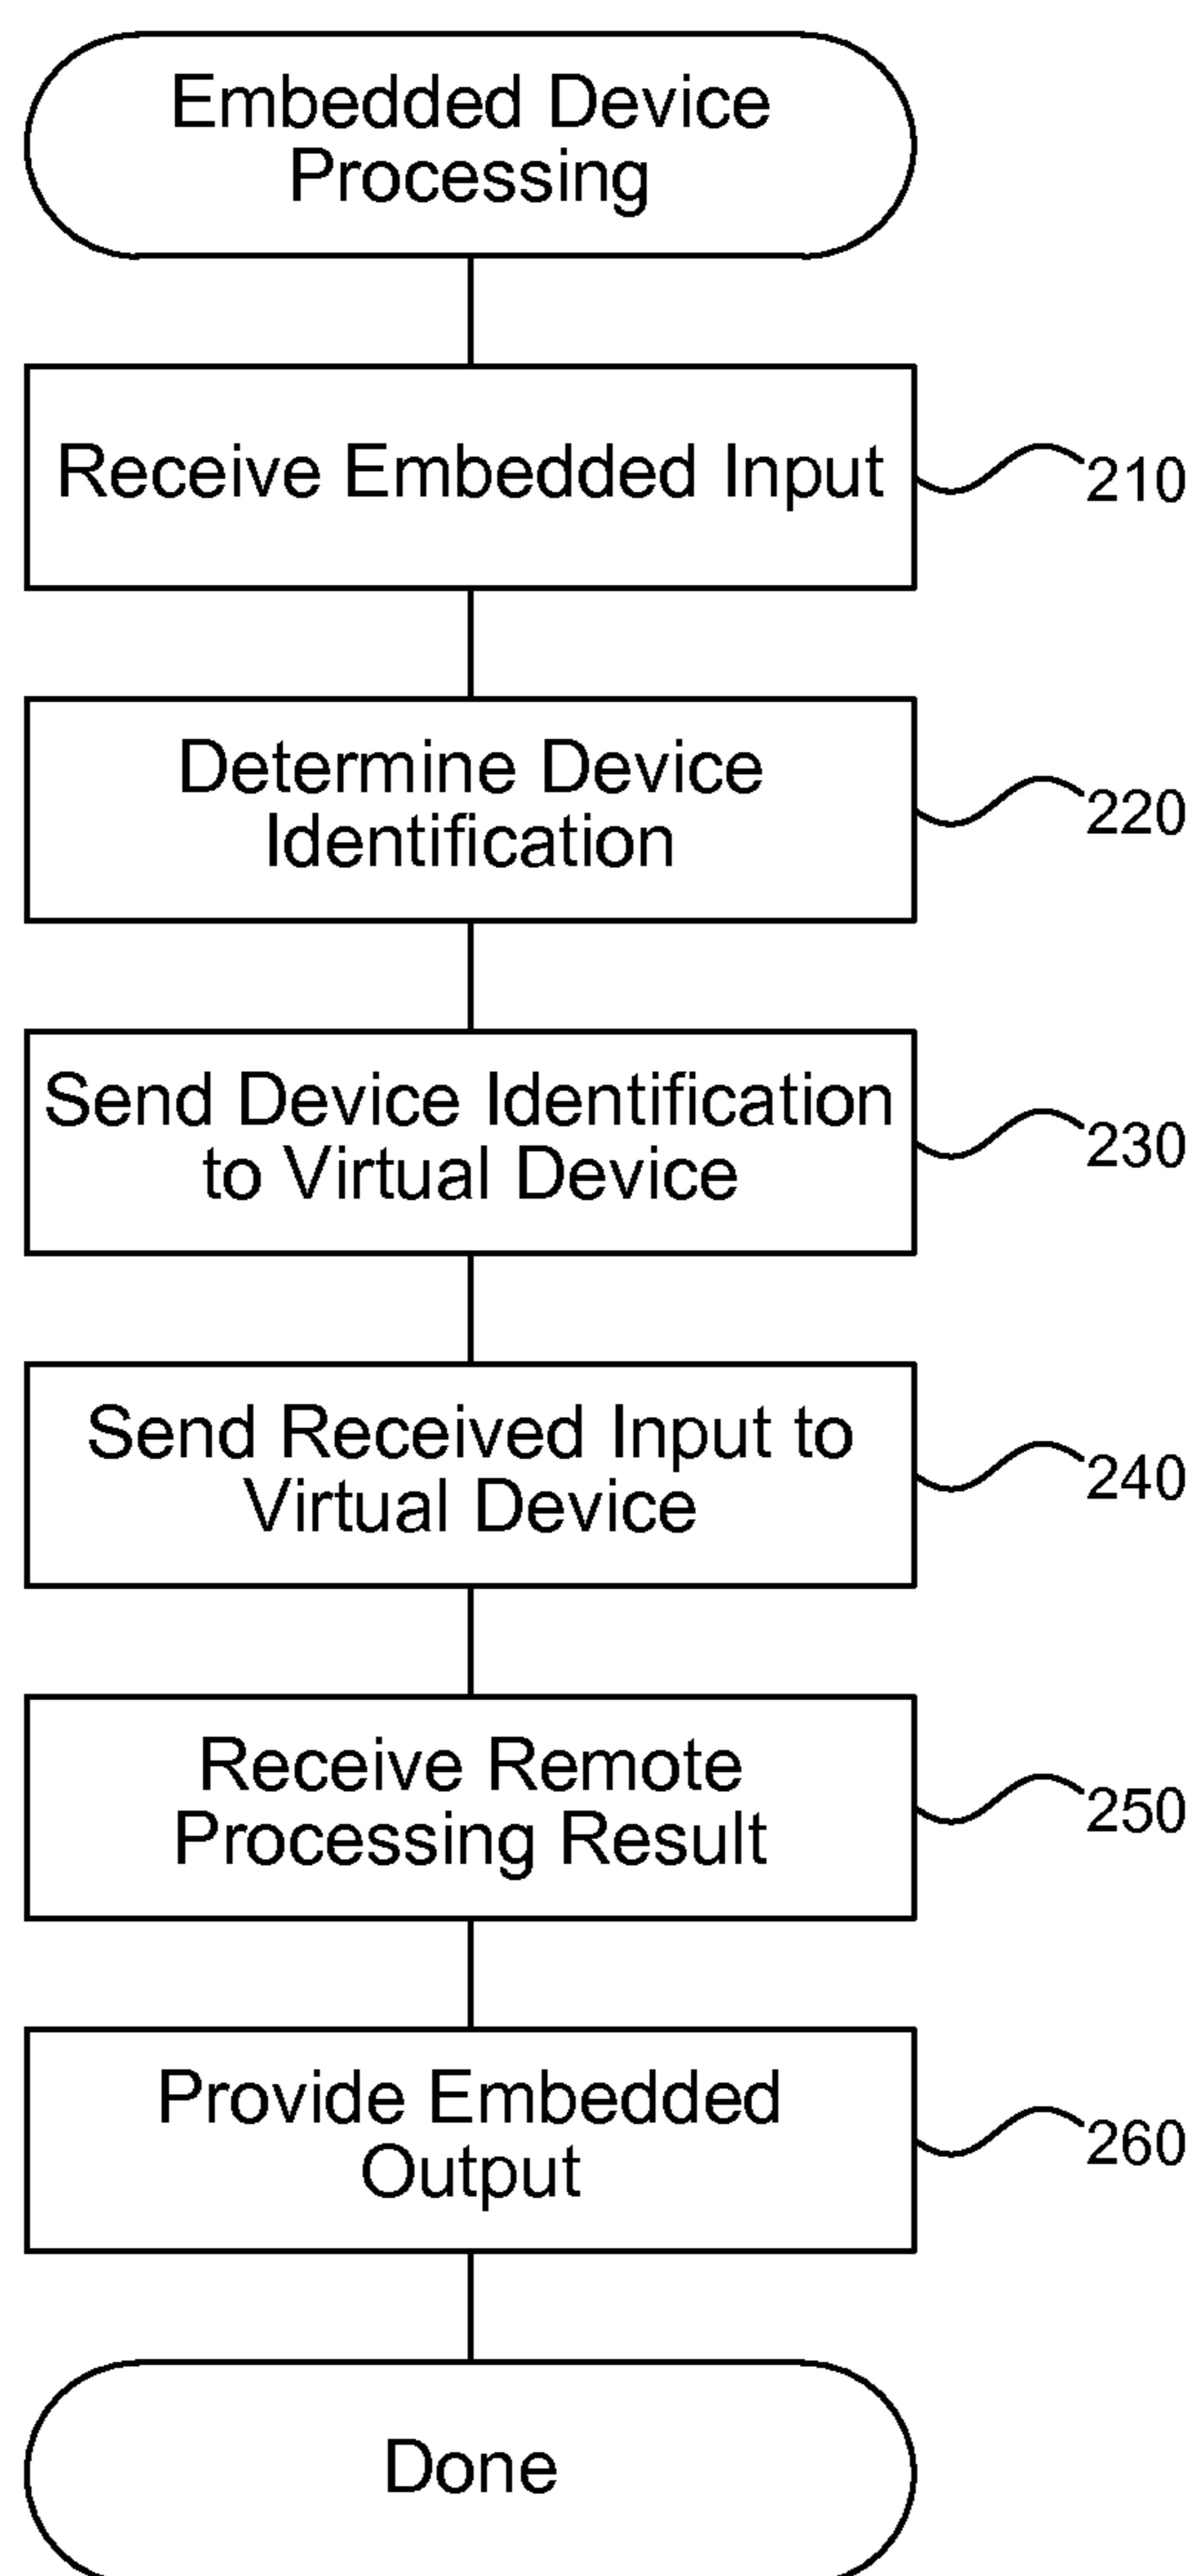 Embedded Device
Processing
Receive Embedded Input
210
Determine Device
Identification
220
Send Device Identification
to Virtual Device
230
Send Received Input to
Virtual Device
240
Receive Remote
Processing Result
250
Provide Embedded
Output
260
Done